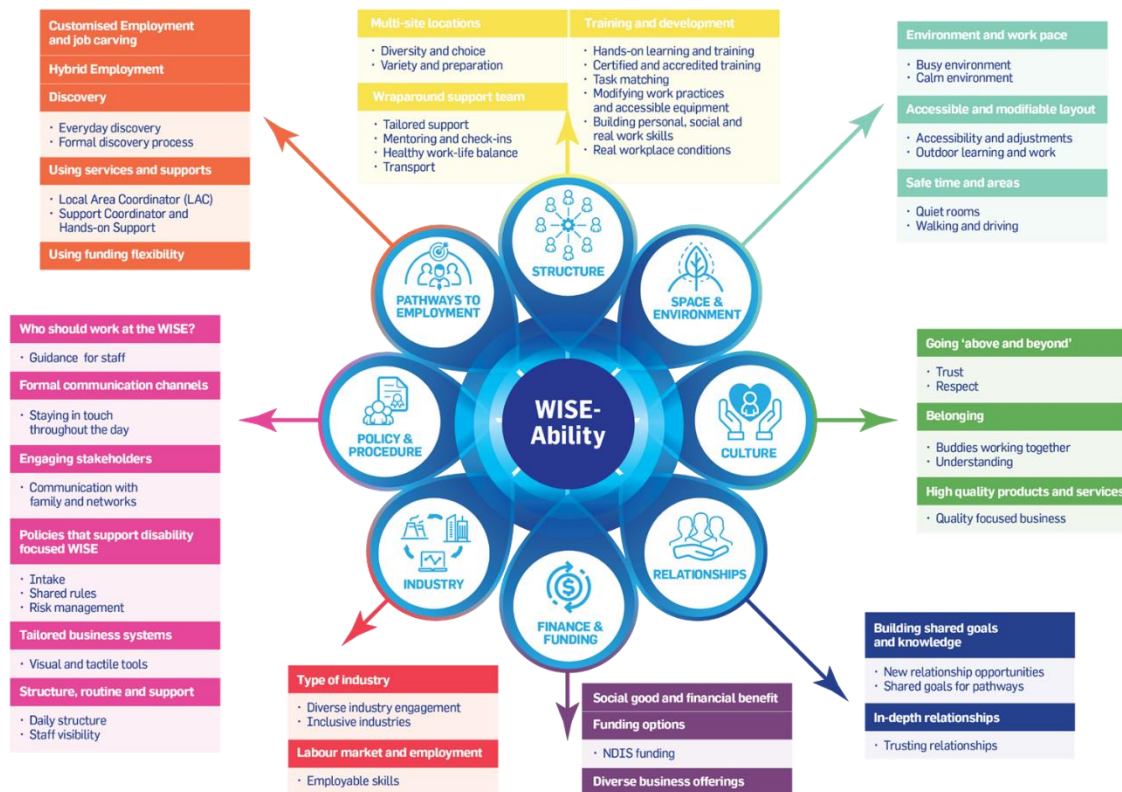 Customised Employment
and job carving
Hybrid Employment
Discovery
· Everyday discovery
· Formal discovery process
Using services and supports
· Local Area Coordinator (LAC)
· Support Coordinator and
Hands-on Support
Using funding flexibility
Multi-site locations
· Diversity and choice
· Variety and preparation
Wraparound support team
· Tailored support
· Mentoring and check-ins
· Healthy work-life balance
· Transport
Training and development
· Hands-on learning and training
· Certified and accredited training
· Task matching
· Modifying work practices
and accessible equipment
· Building personal, social and
real work skills
· Real workplace conditions
Environment and work pace
· Busy environment
· Calm environment
Accessible and modifiable layout
· Accessibility and adjustments
· Outdoor learning and work
Safe time and areas
· Quiet rooms
· Walking and driving
STRUCTURE
PATHWAYS TO
EMPLOYMENT
SPACE &
ENVIRONMENT
WISE-
Ability
POLICY &
PROCEDURE
CULTURE
INDUSTRY
RELATIONSHIPS
FINANCE &
FUNDING
Who should work at the WISE?
· Guidance for staff
Formal communication channels
· Staying in touch
throughout the day
Engaging stakeholders
· Communication with
family and networks
Policies that support disability
focused WISE
· Intake
· Shared rules
· Risk management
Tailored business systems
· Visual and tactile tools
Structure, routine and support
· Daily structure
· Staff visibility
Going ‘above and beyond’
· Trust
· Respect
Belonging
· Buddies working together
· Understanding
High quality products and services
· Quality focused business
Type of industry
· Diverse industry engagement
· Inclusive industries
Labour market and employment
· Employable skills
Social good and financial benefit
Funding options
· NDIS funding
Diverse business offerings
Building shared goals
and knowledge
· New relationship opportunities
· Shared goals for pathways
In-depth relationships
· Trusting relationships